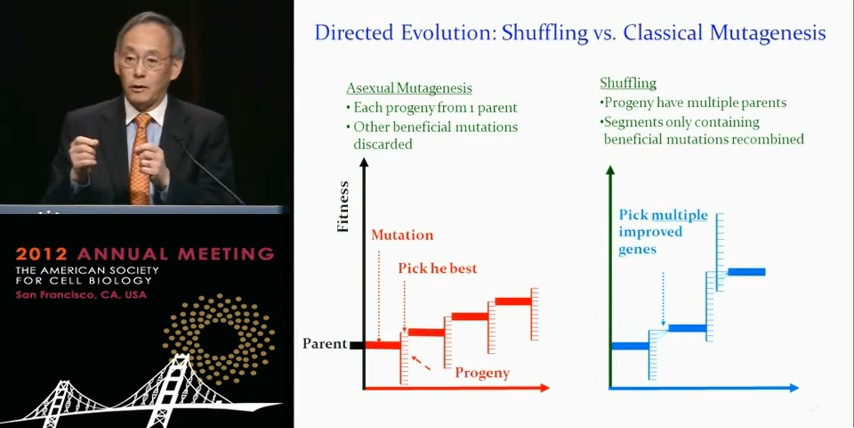 Directed Evolution: Shuffling vs. Classical Mutagenesis
Asexual Mutagenesis
• Each progeny from 1 parent
• Other beneficial mutations
discarded
Shuffling
•Progeny have multiple parents
•Segments only containing
beneficial mutations recombined
Fitness
Mutation
Pick he best
Parent
Progeny
Pick multiple
improved
genes
2012 ANNUAL MEETING
THE AMERICAN SOCIETY
FOR CELL BIOLOGY
San Francisco, CA, USA